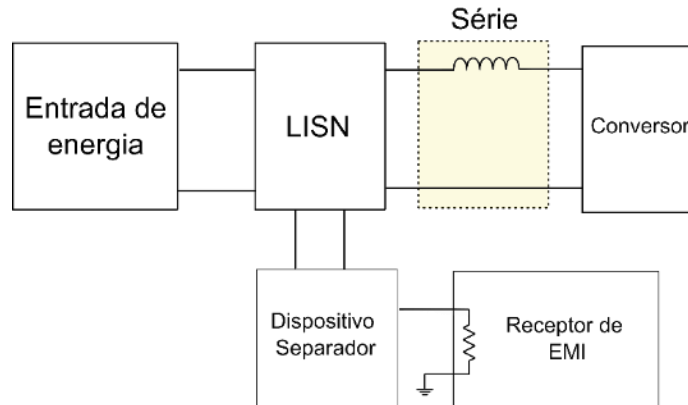 Série
Entrada de
energia
LISN
Conversor
Dispositivo
Separador
Receptor de
EMI